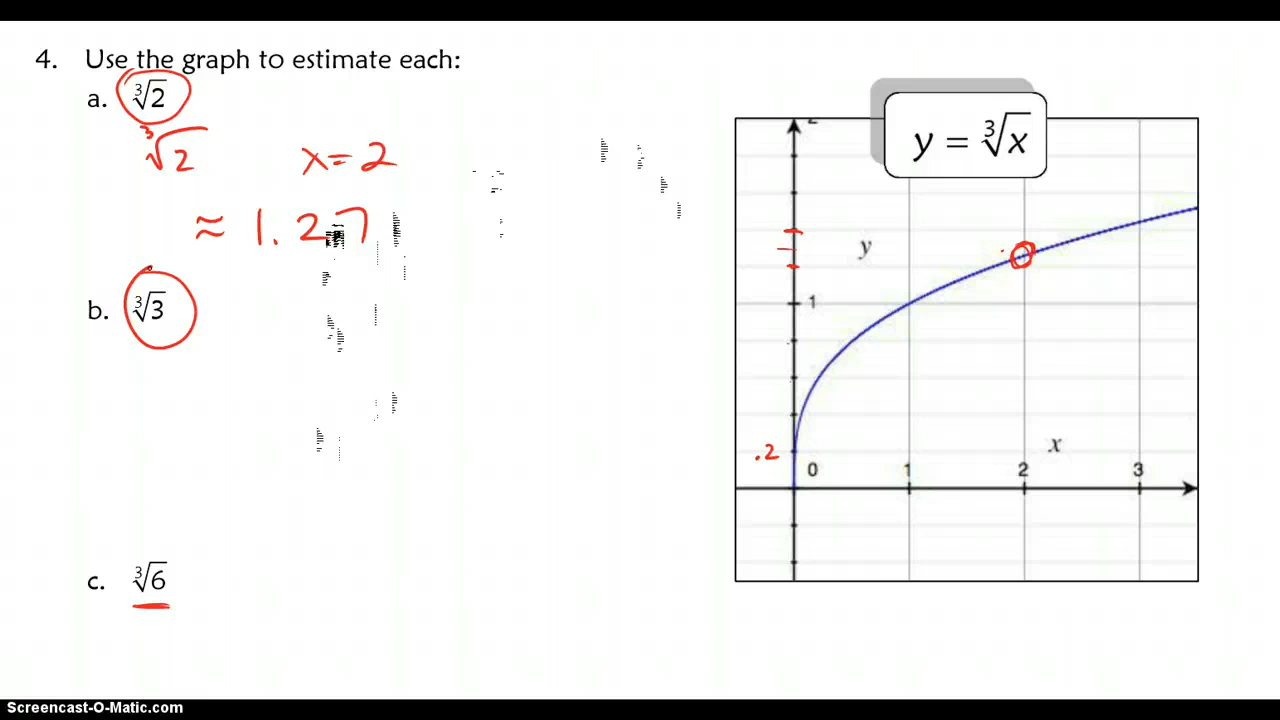 4. Use the graph to estimate each:
a. ∛2
∛2 x = 2
≈ 1.27
b. ∛3
c. ∛6
y = ∛x
2
y
1
.2
x
0 1 2 3
Screencast-O-Matic.com